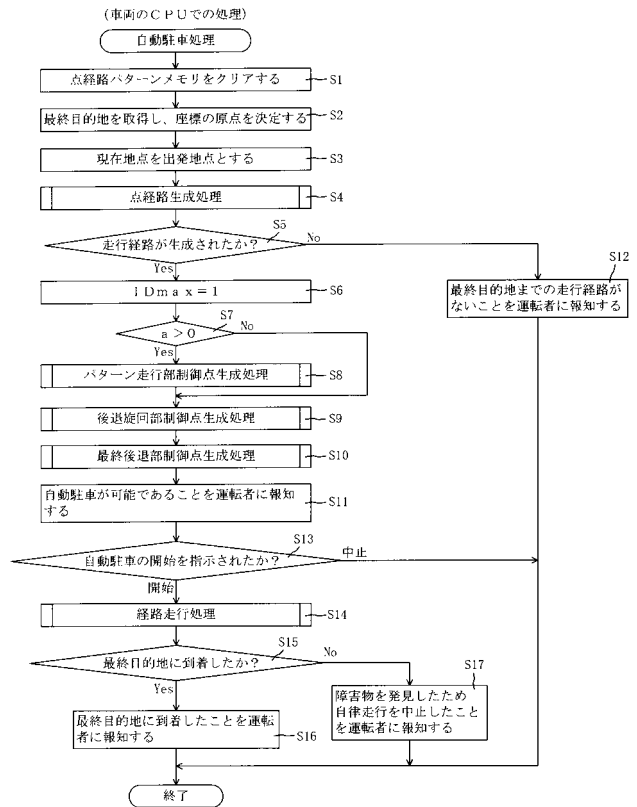 (車両のCPUでの処理)
自動駐車処理
点経路パターンメモリをクリアする
S1
最終目的地を取得し、座標の原点を決定する
S2
現在地点を出発地点とする
S3
点経路生成処理
S4
走行経路が生成されたか?
S5
No
Yes
S12
最終目的地までの走行経路が
ないことを運転者に報知する
IDmax=1
S6
a>0
S7
No
Yes
パターン走行部制御点生成処理
S8
後退旋回部制御点生成処理
S9
最終後退部制御点生成処理
S10
自動駐車が可能であることを運転者に報知
する
S11
自動駐車の開始を指示されたか?
S13
中止
開始
経路走行処理
S14
最終目的地に到着したか?
S15
No
Yes
S17
障害物を発見したため
自律走行を中止したこと
を運転者に報知する
最終目的地に到着したことを運転
者に報知する
S16
終了